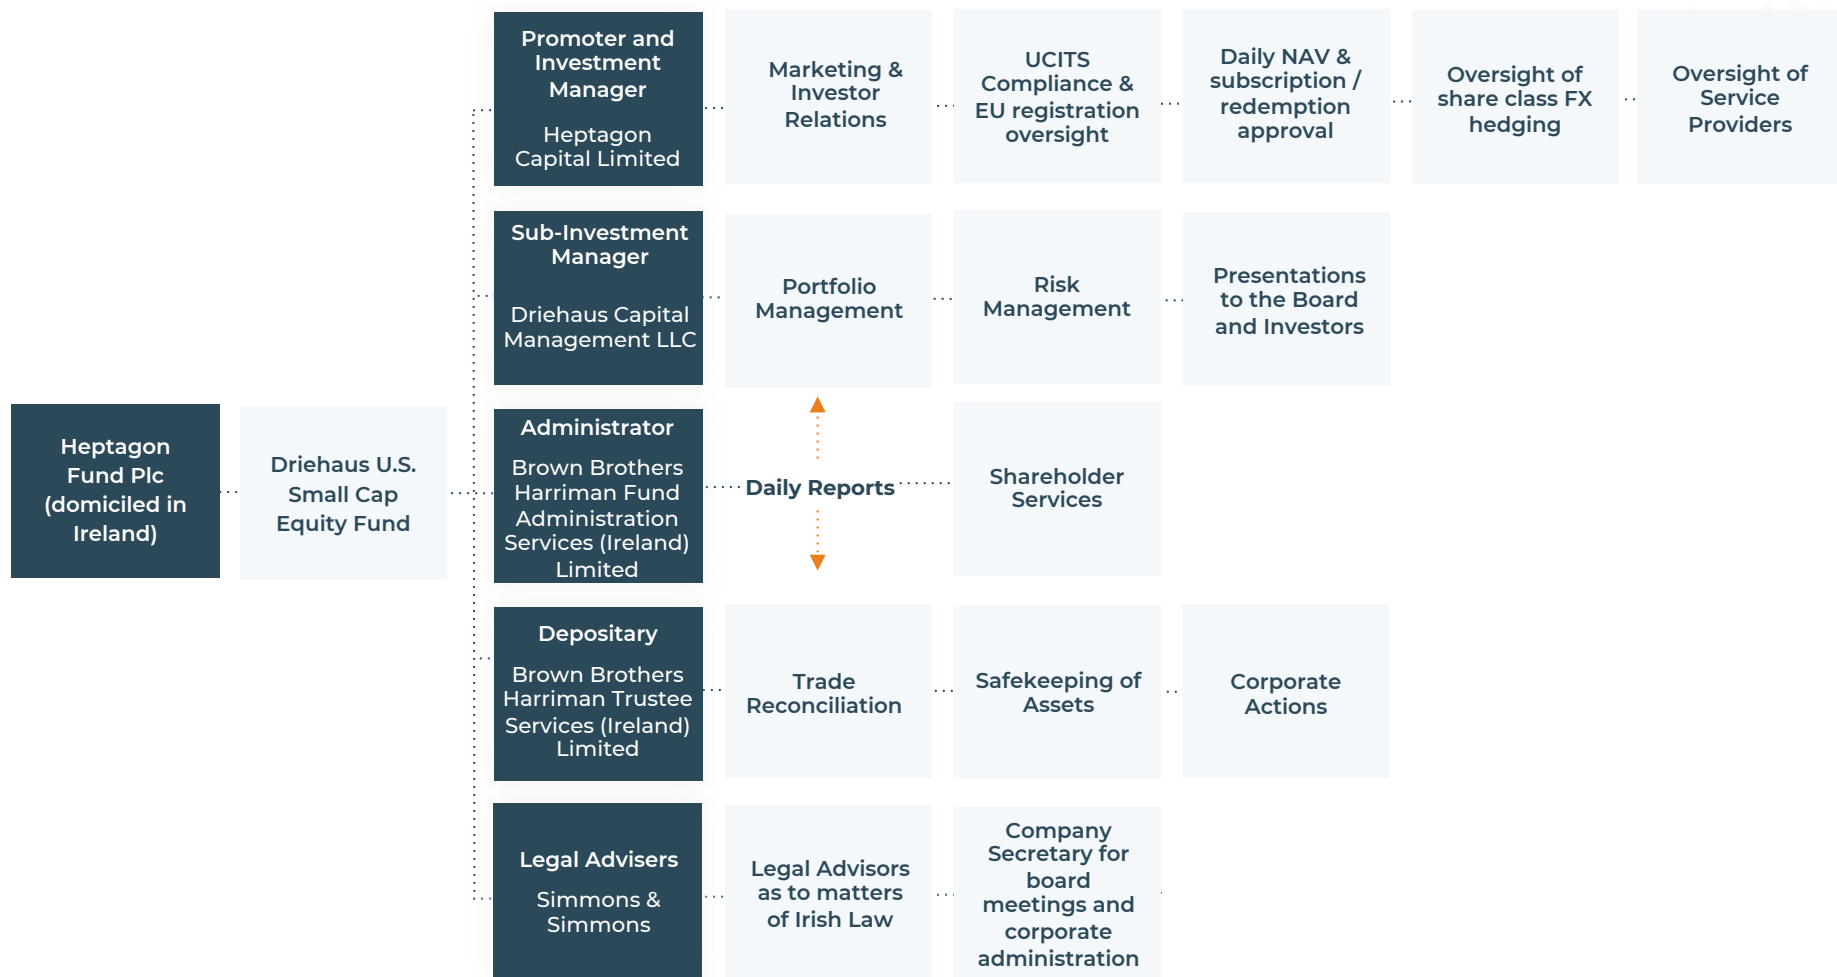 Heptagon
Fund Plc
(domiciled in
Ireland)
Driehaus U.S.
Small Cap
Equity Fund
Promoter and
Investment
Manager
Heptagon
Capital Limited
Marketing &
Investor
Relations
UCITS
Compliance &
EU registration
oversight
Daily NAV &
subscription /
redemption
approval
Oversight of
share class FX
hedging
Oversight of
Service
Providers
Sub-Investment
Manager
Driehaus Capital
Management LLC
Portfolio
Management
Risk
Management
Presentations
to the Board
and Investors
Administrator
Brown Brothers
Harriman Fund
Administration
Services (Ireland)
Limited
Daily Reports
Shareholder
Services
Depositary
Brown Brothers
Harriman Trustee
Services (Ireland)
Limited
Trade
Reconciliation
Safekeeping of
Assets
Corporate
Actions
Legal Advisers
Simmons &
Simmons
Legal Advisors
as to matters
of Irish Law
Company
Secretary for
board
meetings and
corporate
administration